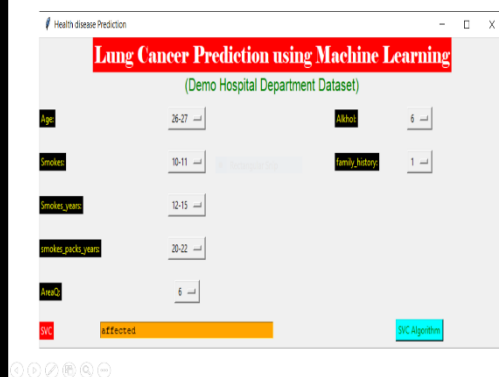 Health disease Prediction
Lung Cancer Prediction using Machine Learning
(Demo Hospital Department Dataset)
Age: 26-27 Alkhol: 6
Smokes: 10-11 family_history: 1
Smokes_years: 12-15
smokes_packs_years: 20-22
AreaQ: 6
SVC affected SVC Algorithm